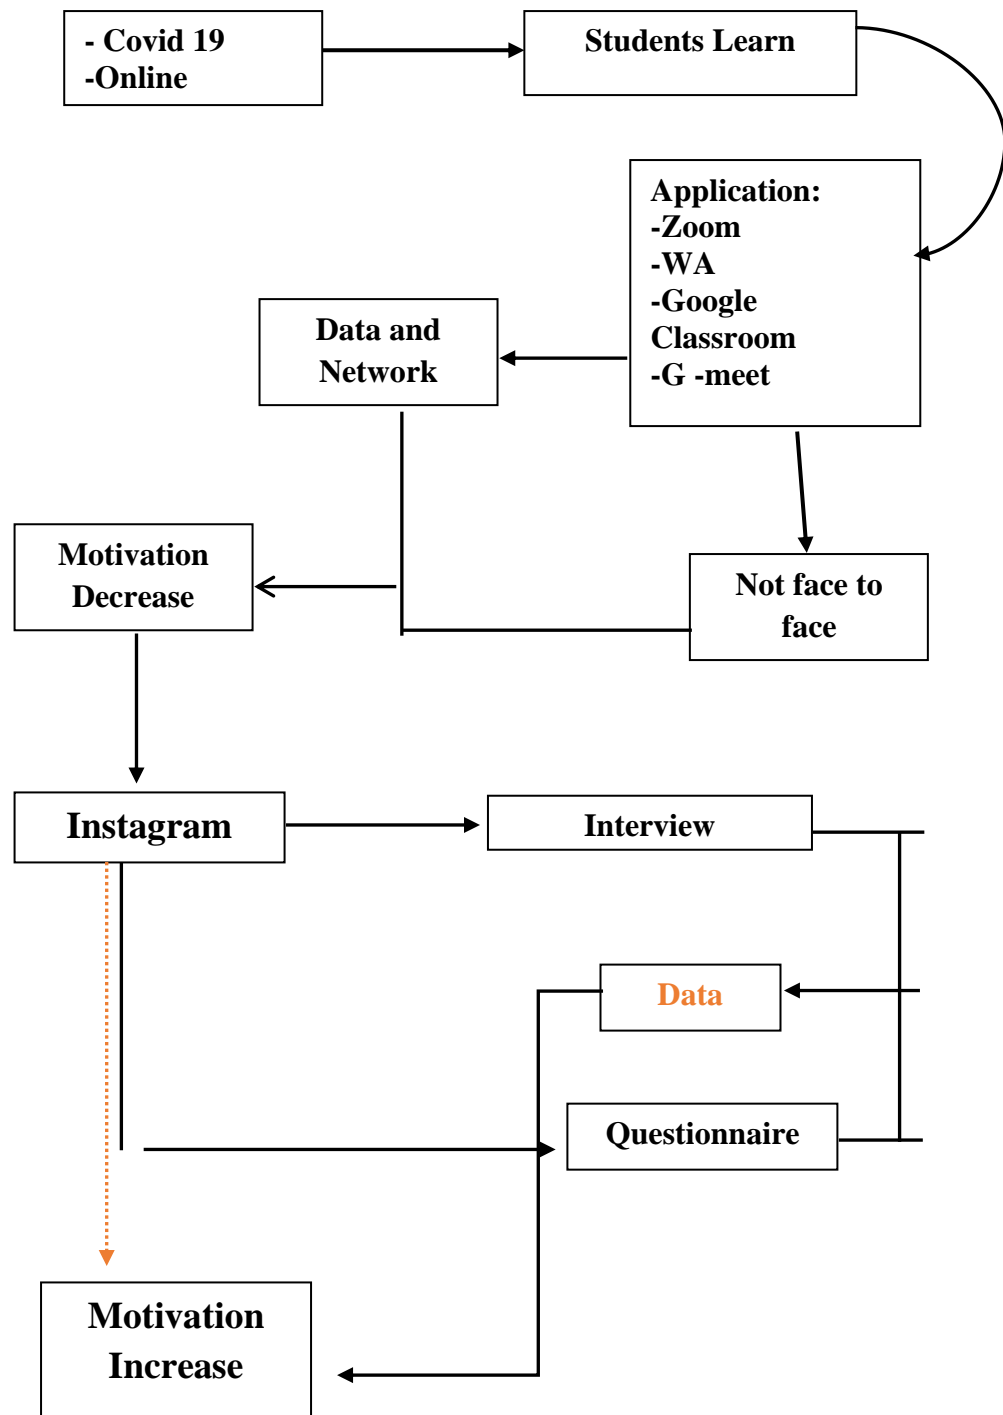 - Covid 19
-Online
Students Learn
Application:
-Zoom
-WA
-Google
Classroom
-G -meet
Data and
Network
Motivation
Decrease
Not face to
face
Instagram
Interview
Data
Questionnaire
Motivation
Increase